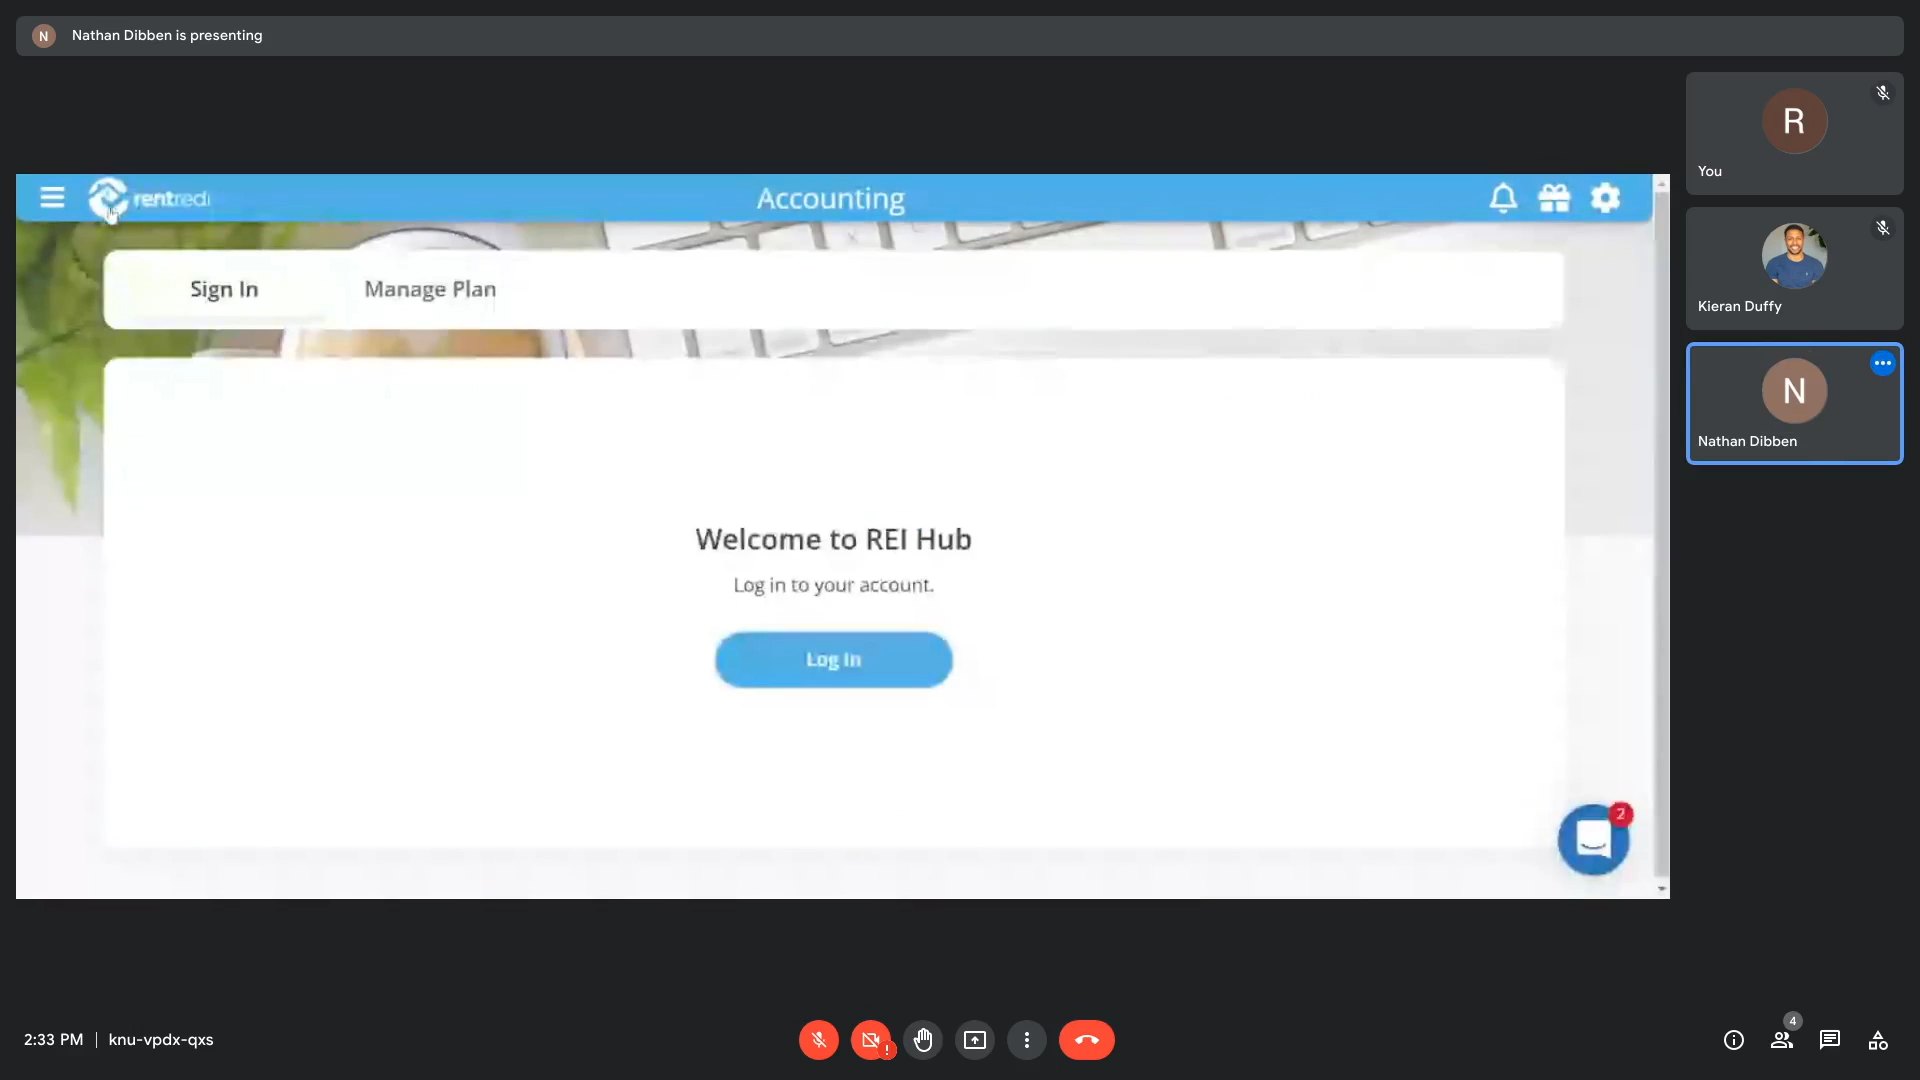 N Nathan Dibben is presenting
rentredi
Accounting
Sign In
Manage Plan
Welcome to REI Hub
Log in to your account.
Log In
2
R
You
Kieran Duffy
N
Nathan Dibben
2:33 PM | knu-vpdx-qxs
!
4